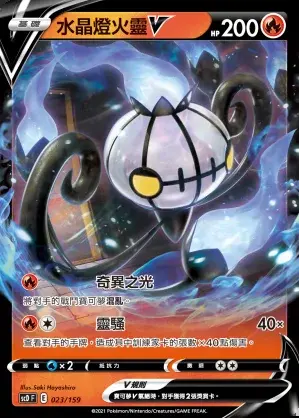 基礎
水晶燈火靈V
HP200
奇異之光
將對手的戰鬥寶可夢混亂。
靈騷
40×
查看對手的手牌,造成其中訓練家卡的張數×40點傷害。
弱點 ×2 抵抗力 撤退
Illus. Saki Hayashiro
V規則
scD F E 023/159
寶可夢V氣絕時,對手獲得2張獎賞卡。
©2021 Pokémon/Nintendo/Creatures/GAME FREAK.